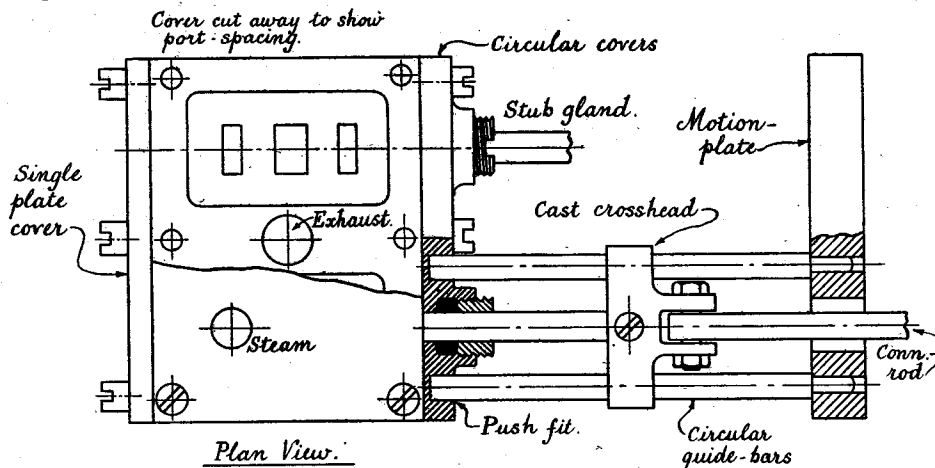 Cover cut away to show
port-spacing.
Circular covers
Stub gland.
Motion-
plate
Single
plate
cover
Exhaust.
Cast crosshead
Steam
Conn.-
rod
Push fit.
Circular
guide-bars
Plan View.